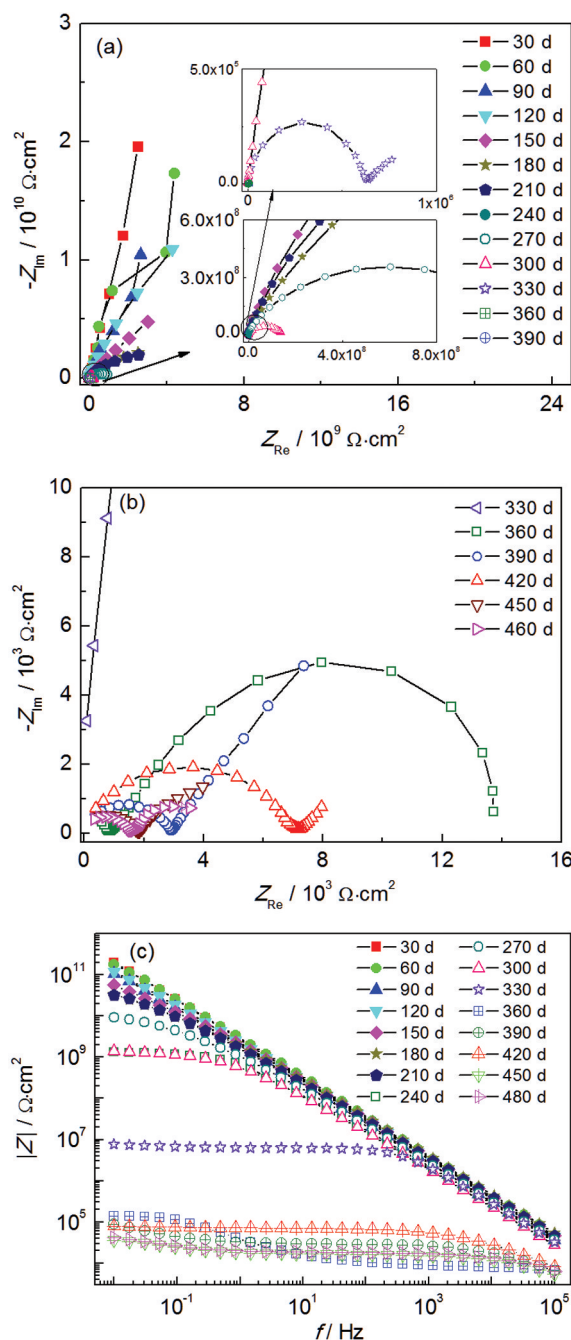 (a)
3
2
1
0
-Z_Im / 10^10 Ω·cm^2
0 8 16 24
Z_Re / 10^9 Ω·cm^2
30 d
60 d
90 d
120 d
150 d
180 d
210 d
240 d
270 d
300 d
330 d
360 d
390 d
5.0x10^5
0.0
0.0 1x10^6
6.0x10^8
3.0x10^8
0.0
0.0 4.0x10^8 8.0x10^8
(b)
10
8
6
4
2
0
-Z_Im / 10^3 Ω·cm^2
0 4 8 12 16
Z_Re / 10^3 Ω·cm^2
330 d
360 d
390 d
420 d
450 d
460 d
(c)
10^11
10^9
10^7
10^5
|Z| / Ω·cm^2
10^-1 10^1 10^3 10^5
f / Hz
30 d 270 d
60 d 300 d
90 d 330 d
120 d 360 d
150 d 390 d
180 d 420 d
210 d 450 d
240 d 480 d